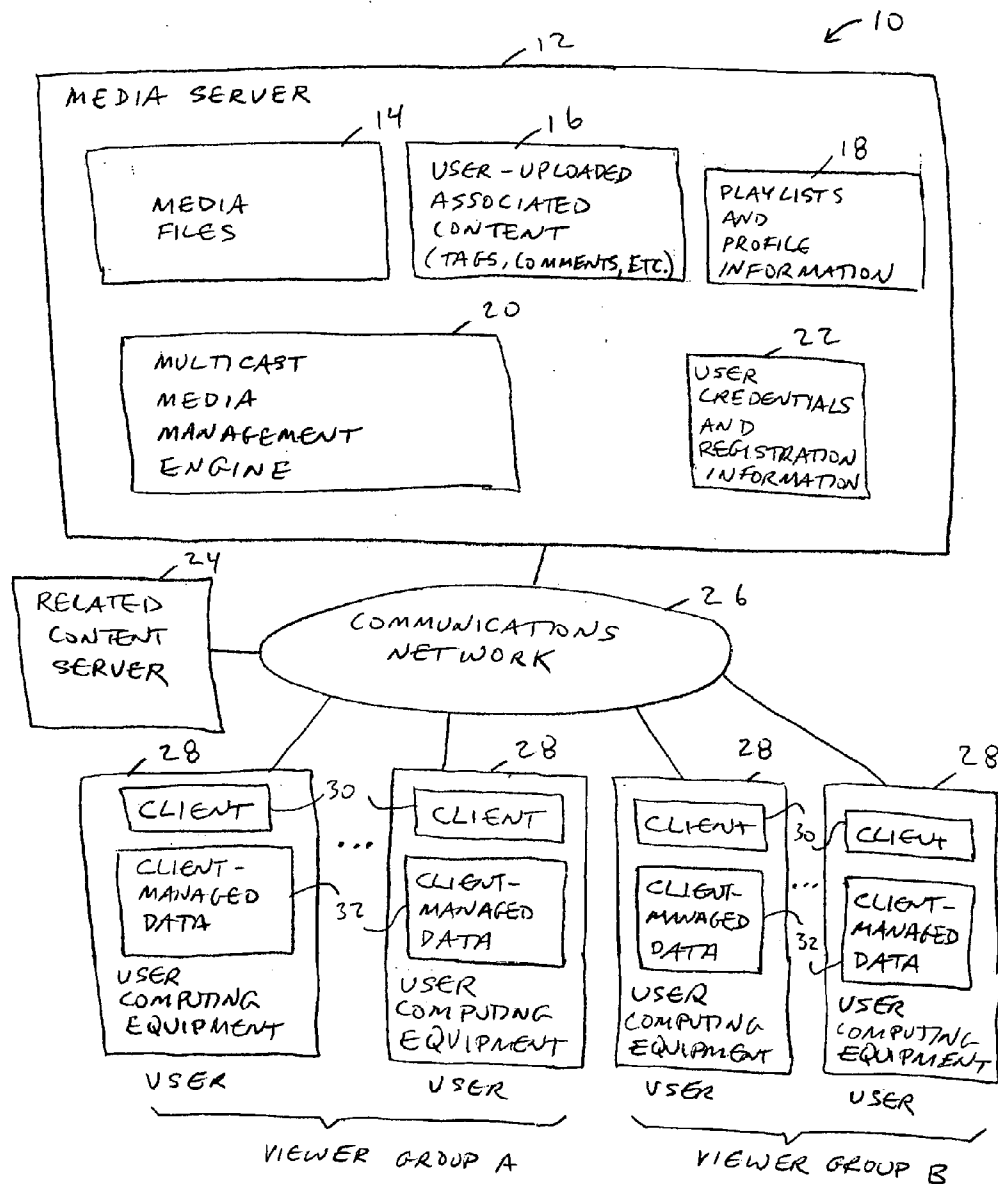 10
12
MEDIA SERVER
14
MEDIA
FILES
16
USER-UPLOADED
ASSOCIATED
CONTENT
(TAGS, COMMENTS, ETC.)
18
PLAYLISTS
AND
PROFILE
INFORMATION
20
MULTICAST
MEDIA
MANAGEMENT
ENGINE
22
USER
CREDENTIALS
AND
REGISTRATION
INFORMATION
24
RELATED
CONTENT
SERVER
26
COMMUNICATIONS
NETWORK
28
CLIENT
CLIENT-
MANAGED
DATA
USER
COMPUTING
EQUIPMENT
USER
30
...
32
28
CLIENT
CLIENT-
MANAGED
DATA
USER
COMPUTING
EQUIPMENT
USER
VIEWER GROUP A
28
CLIENT
CLIENT-
MANAGED
DATA
USER
COMPUTING
EQUIPMENT
USER
30
...
32
28
CLIENT
CLIENT-
MANAGED
DATA
USER
COMPUTING
EQUIPMENT
USER
VIEWER GROUP B